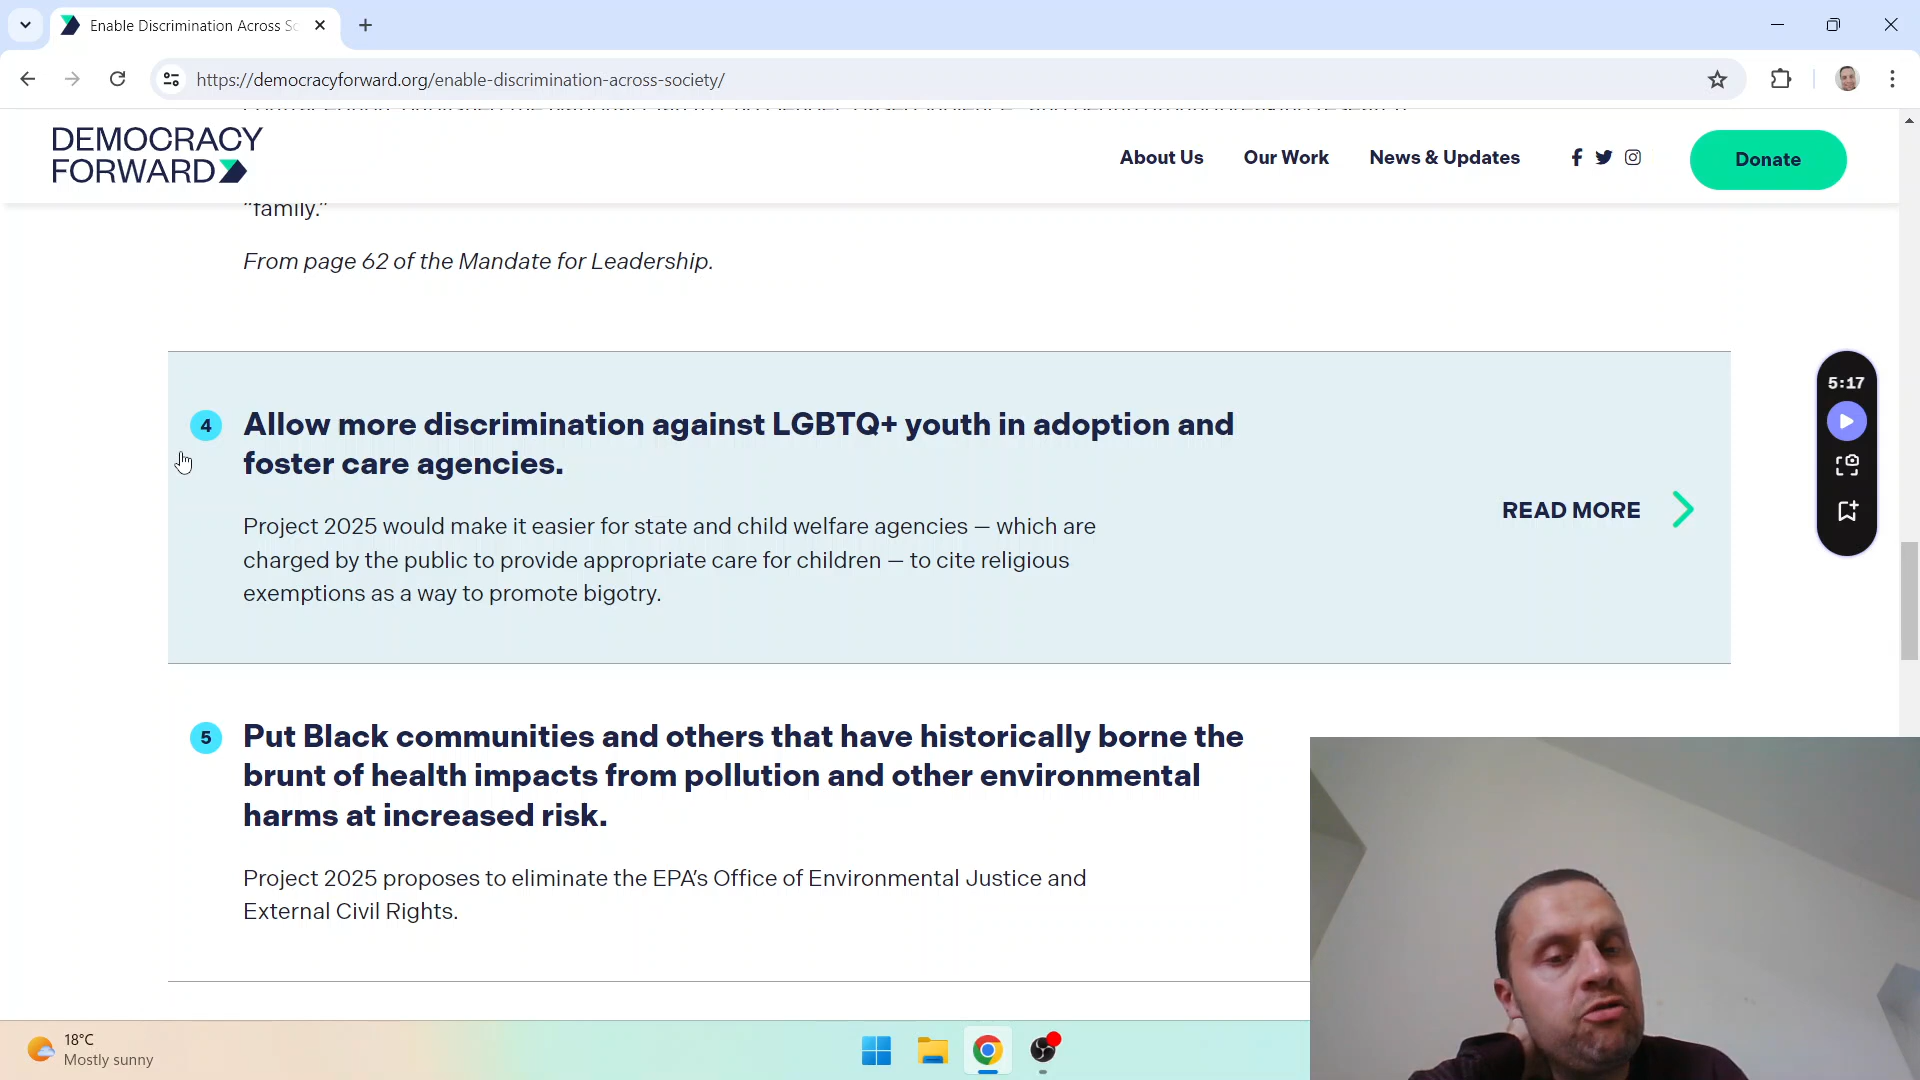 Enable Discrimination Across Sc
https://democracyforward.org/enable-discrimination-across-society/
DEMOCRACY
FORWARD
About Us
Our Work
News & Updates
Donate
"family."
From page 62 of the Mandate for Leadership.
4
Allow more discrimination against LGBTQ+ youth in adoption and
foster care agencies.
Project 2025 would make it easier for state and child welfare agencies — which are
charged by the public to provide appropriate care for children — to cite religious
exemptions as a way to promote bigotry.
READ MORE
5:17
5
Put Black communities and others that have historically borne the
brunt of health impacts from pollution and other environmental
harms at increased risk.
Project 2025 proposes to eliminate the EPA's Office of Environmental Justice and
External Civil Rights.
18°C
Mostly sunny